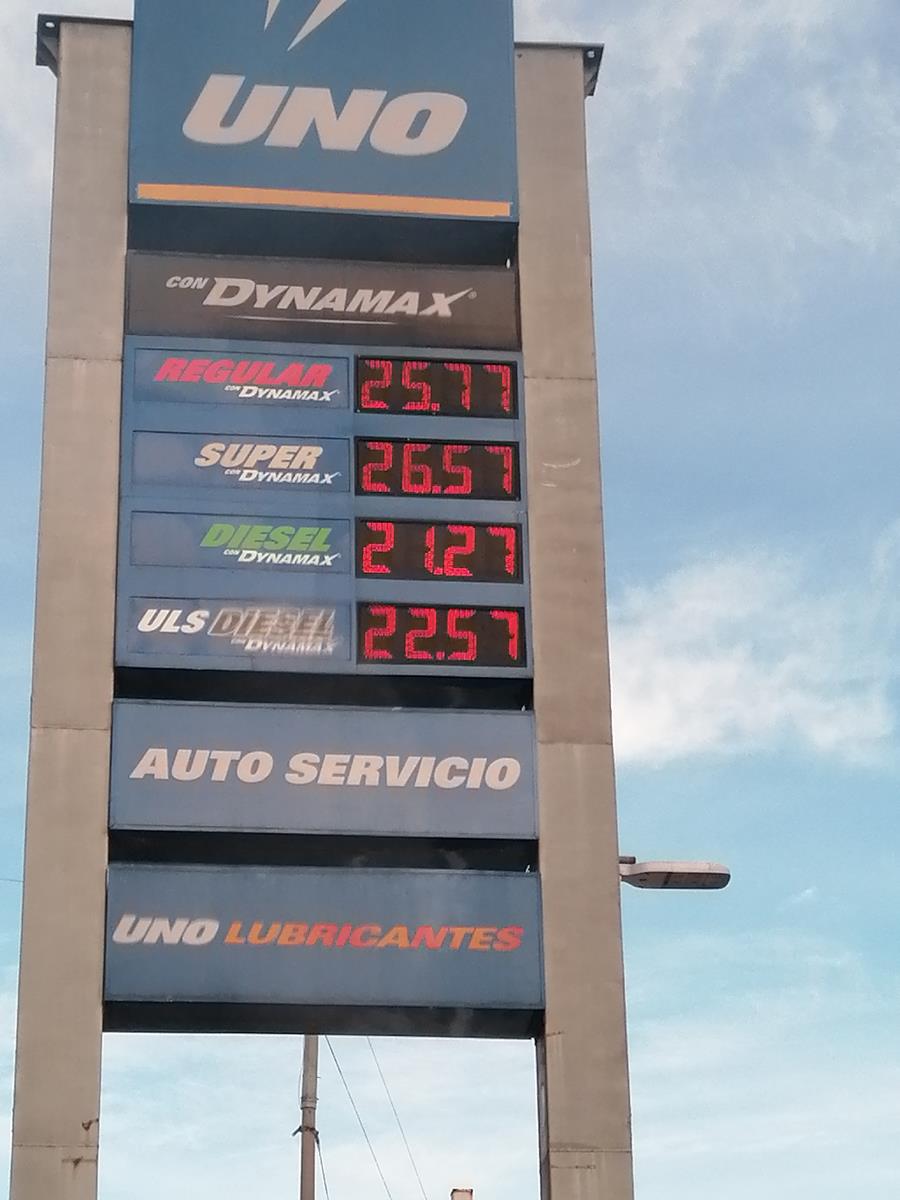 UNO
CON DYNAMAX®
REGULAR 25.77
CON DYNAMAX
SUPER 26.57
CON DYNAMAX
DIESEL 21.27
CON DYNAMAX
ULS DIESEL 22.57
CON DYNAMAX
AUTO SERVICIO
UNO LUBRICANTES